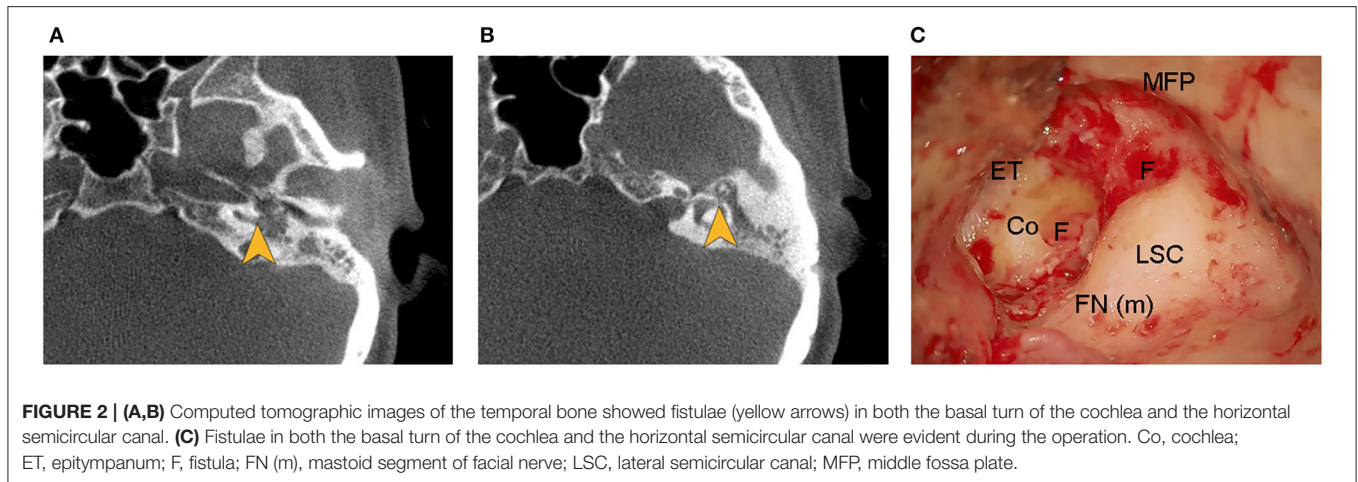 A
B
C
MFP
ET
F
Co
F
LSC
FN (m)
FIGURE 2 | (A,B) Computed tomographic images of the temporal bone showed fistulae (yellow arrows) in both the basal turn of the cochlea and the horizontal
semicircular canal. (C) Fistulae in both the basal turn of the cochlea and the horizontal semicircular canal were evident during the operation. Co, cochlea;
ET, epitympanum; F, fistula; FN (m), mastoid segment of facial nerve; LSC, lateral semicircular canal; MFP, middle fossa plate.